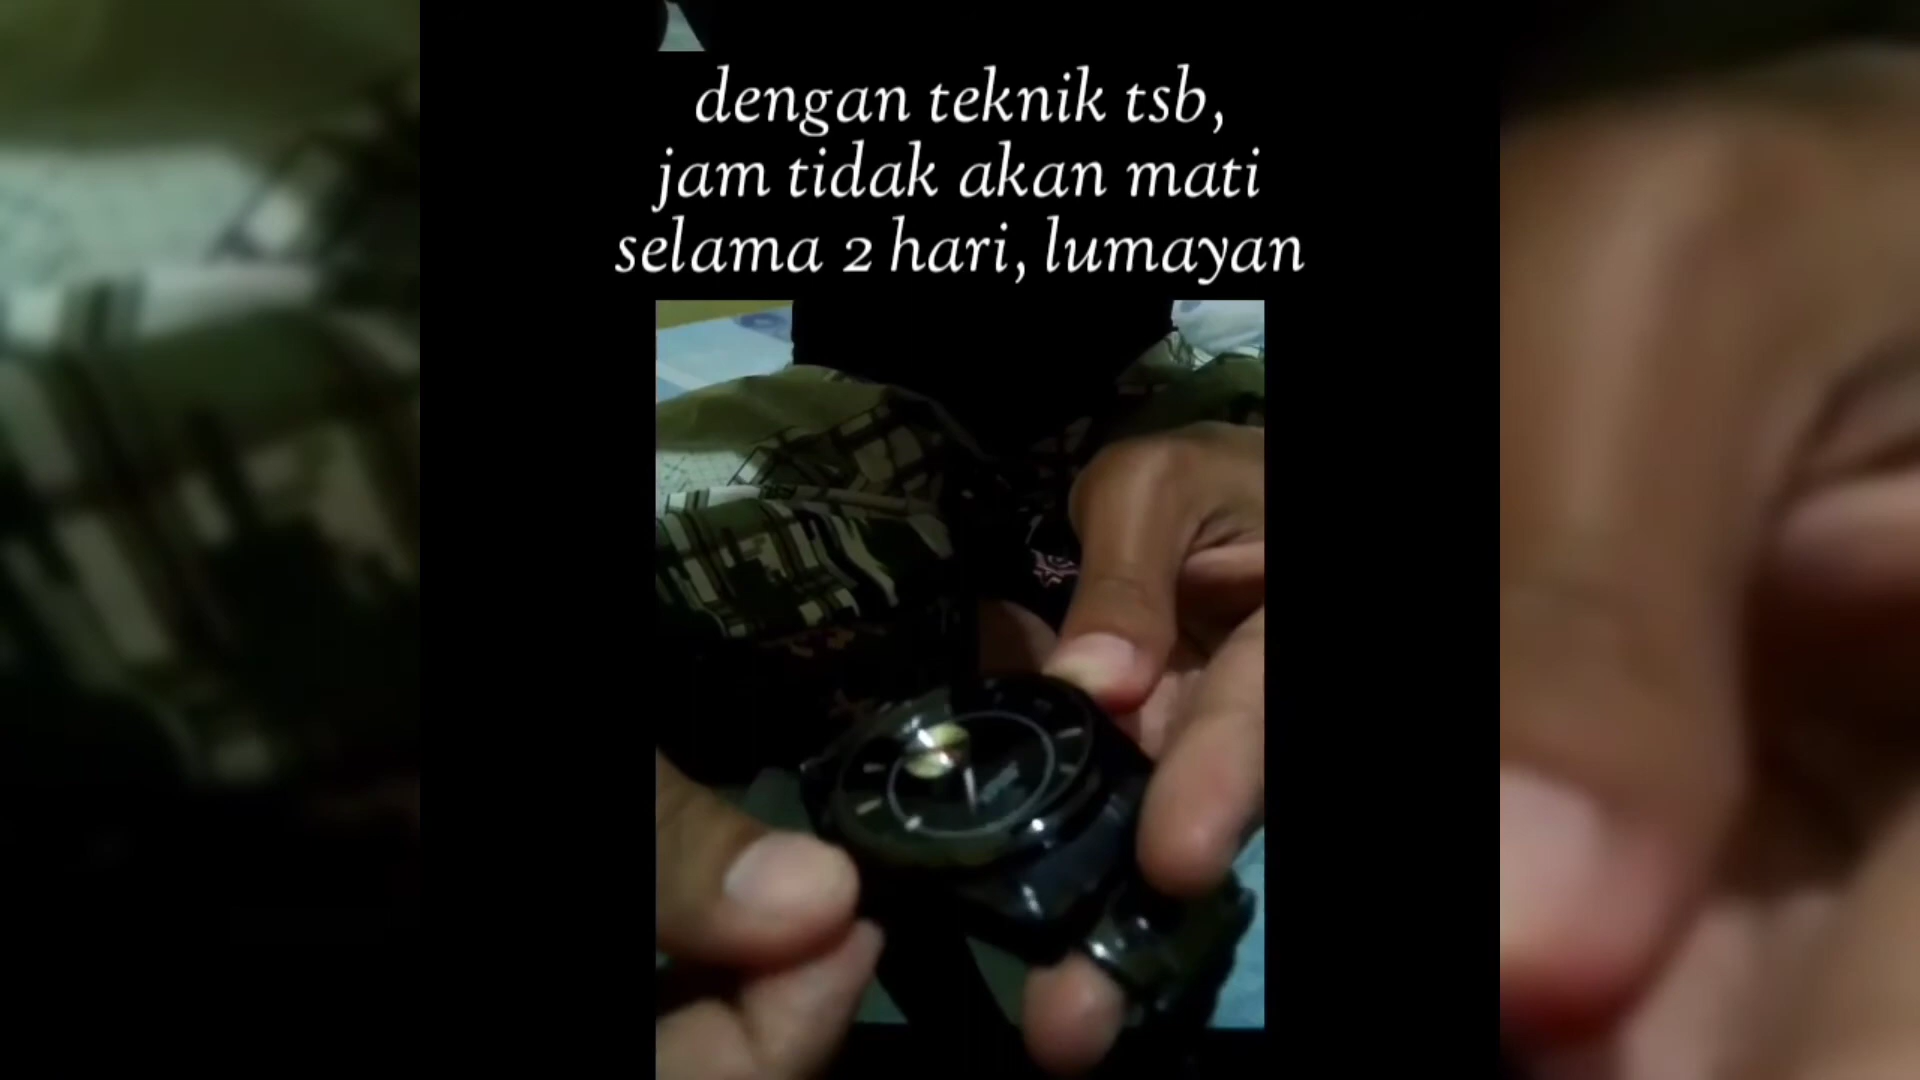 dengan teknik tsb,
jam tidak akan mati
selama 2 hari, lumayan